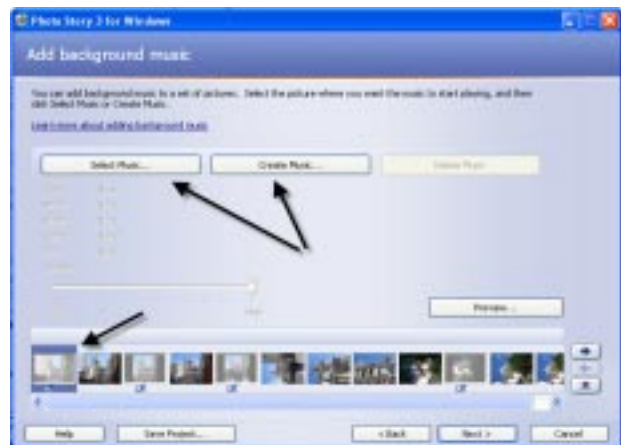 Photo Story 3 for Windows
Add background music
You can add background music to a set of pictures. Select the picture where you want the music to start playing, and then
click Select Music or Create Music.
Learn more about adding background music
Select Music...
Create Music...
Delete Music
Preview...
Help
Save Project...
< Back
Next >
Cancel